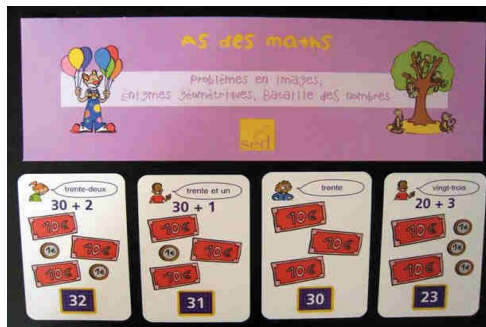 As des maths
Problèmes en images,
Énigmes géométriques, Bataille des nombres
sed
trente-deux
30 + 2
10€
1€
10€
10€
1€
32
trente et un
30 + 1
10€
10€
1€
10€
31
trente
10€
10€
10€
30
vingt-trois
20 + 3
10€
1€
1€
10€
1€
23